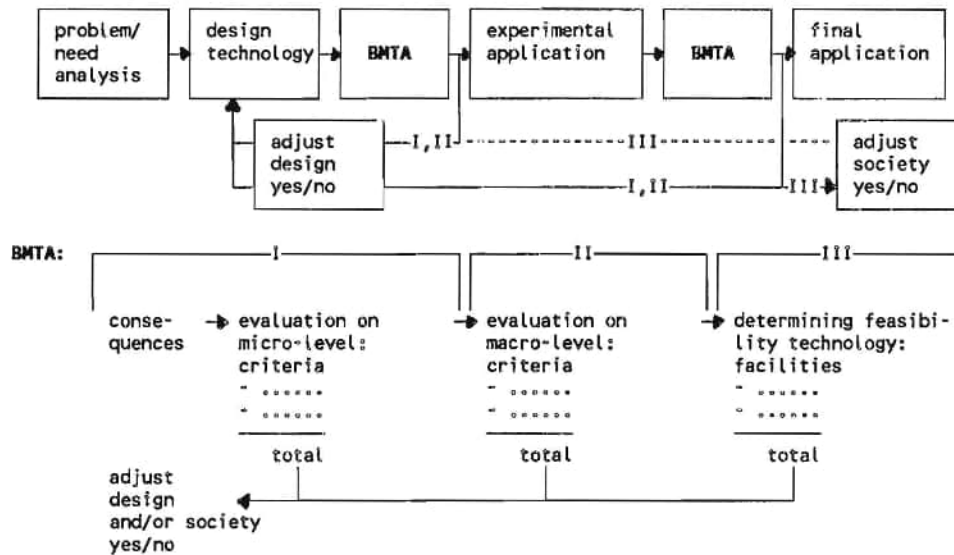 problem/
need
analysis
design
technology
BMTA
experimental
application
BMTA
final
application
adjust
design
yes/no
I,II
III
adjust
society
yes/no
I,II
III
BMTA:
I
II
III
conse-
quences
evaluation on
micro-level:
criteria
evaluation on
macro-level:
criteria
determining feasibi-
lity technology:
facilities
total
total
total
adjust
design
and/or society
yes/no